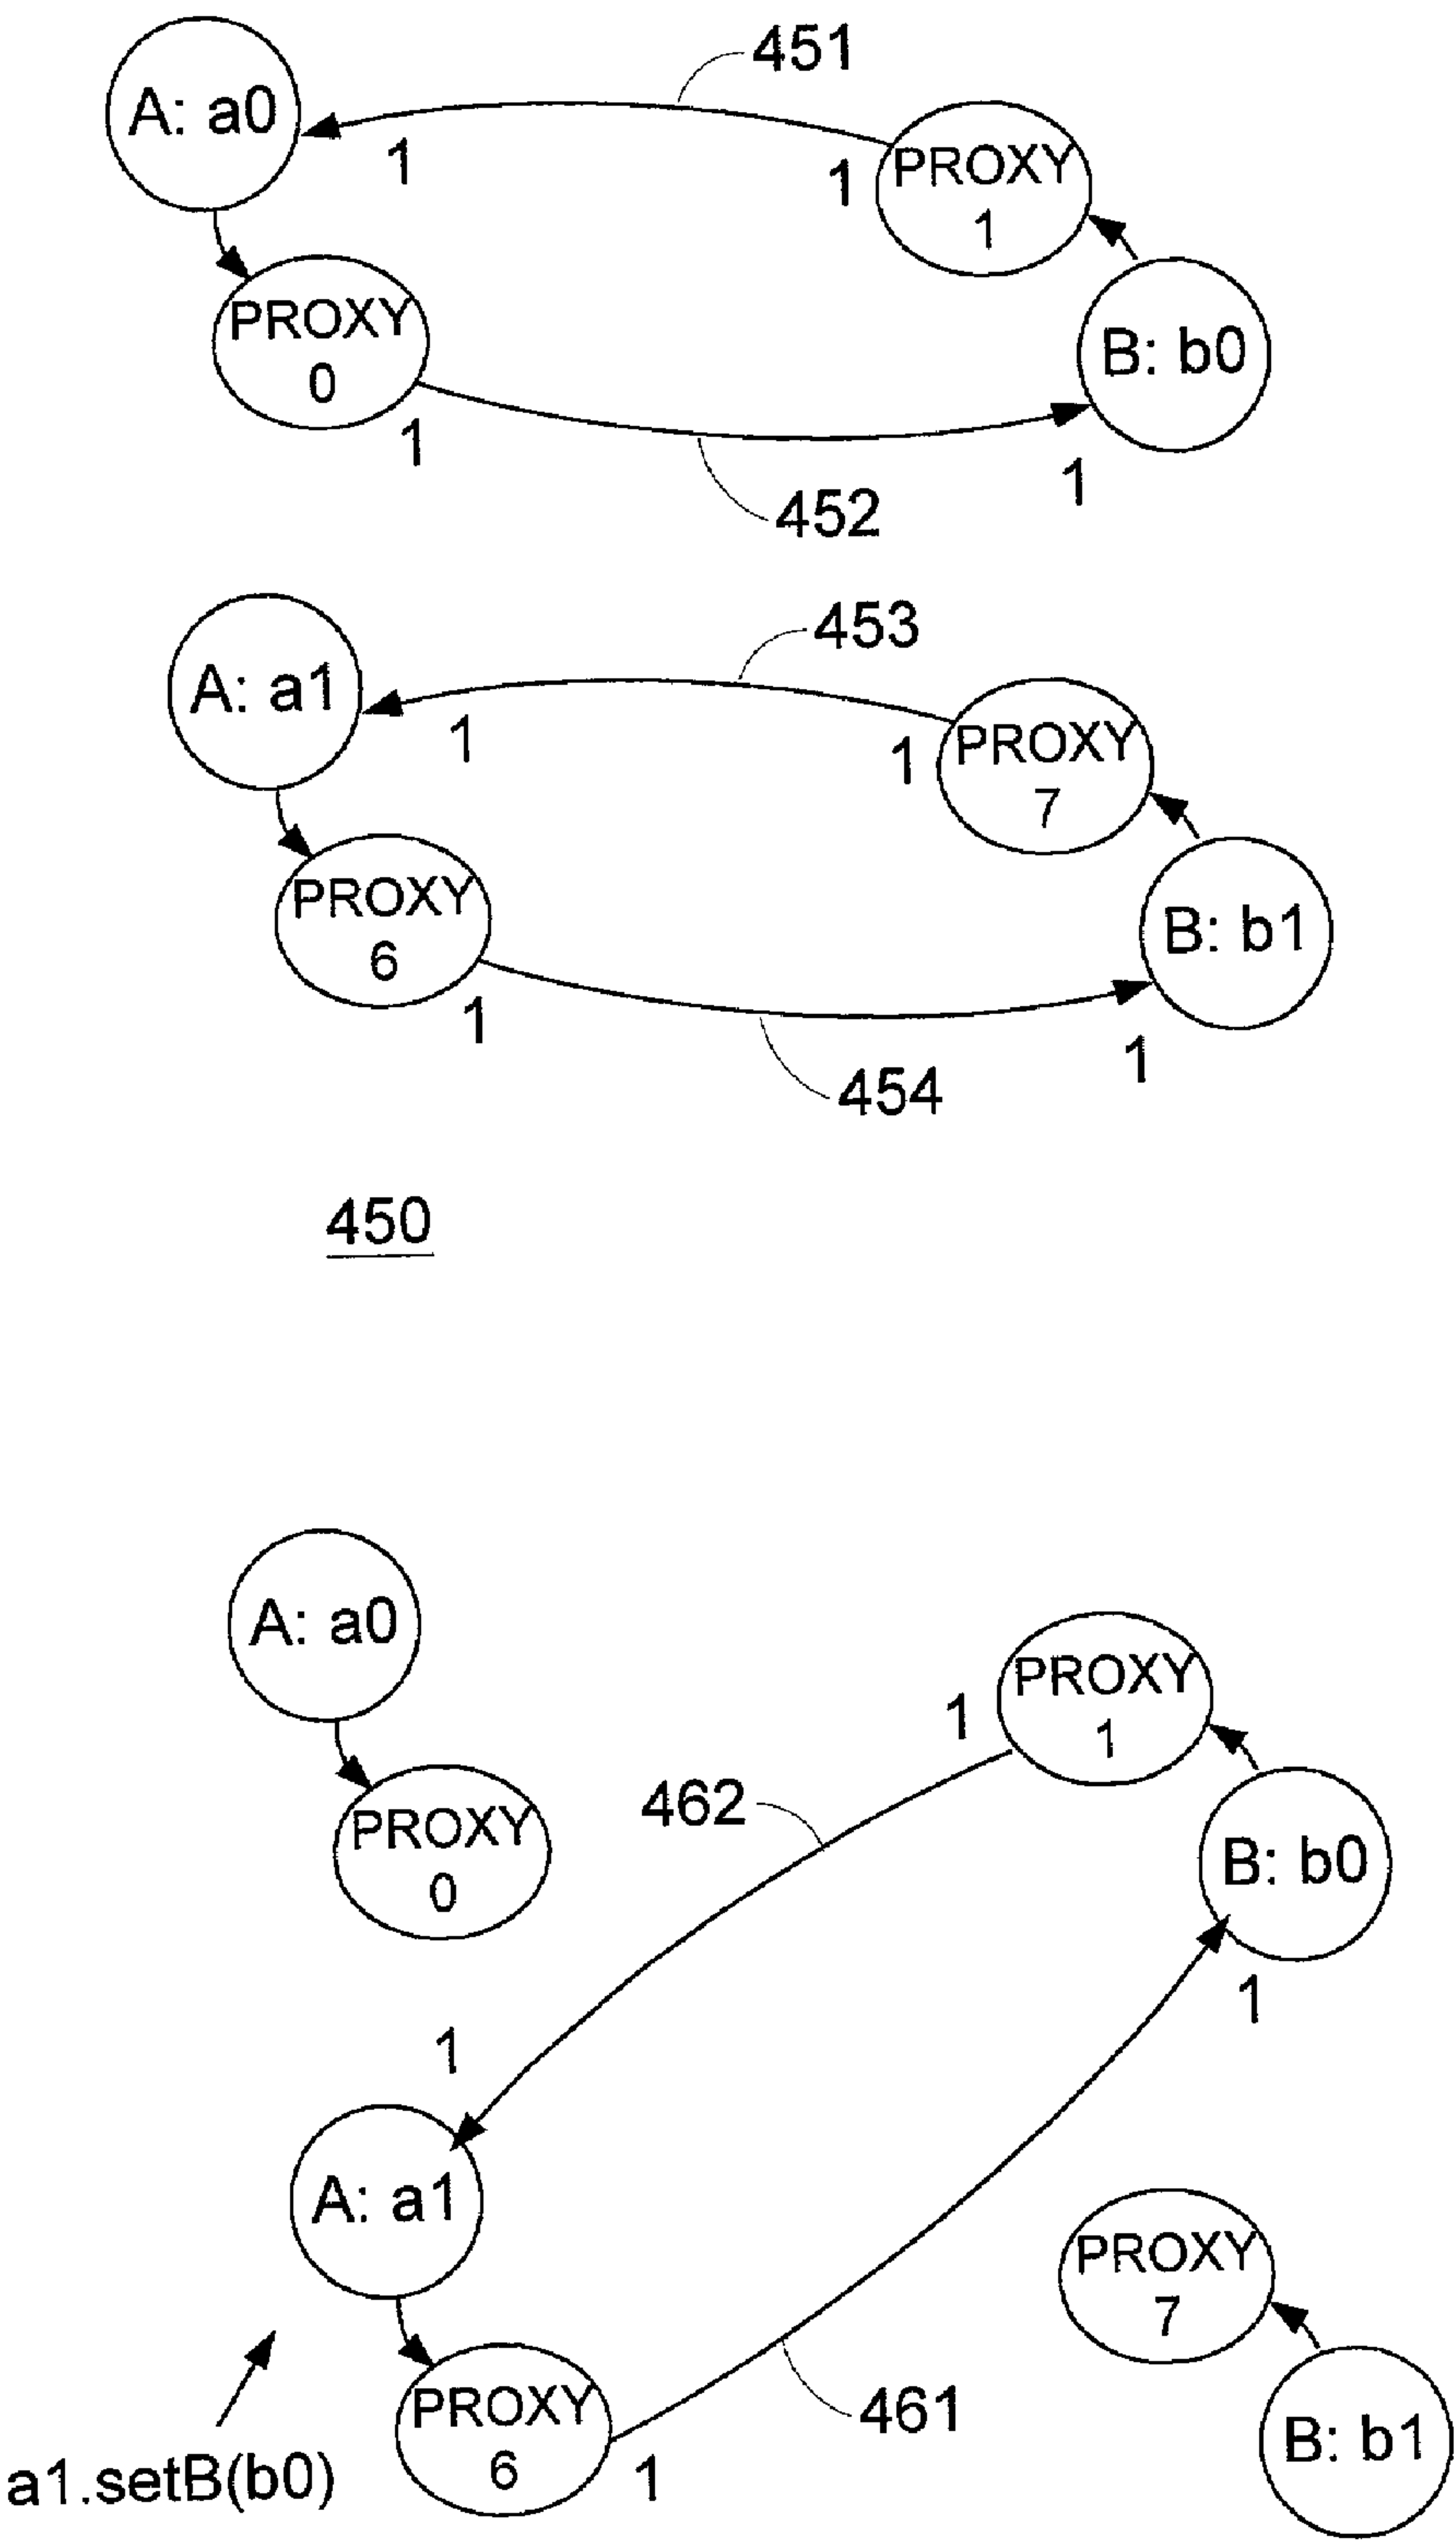 451
A: a0
1
1
PROXY
1
PROXY
0
B: b0
1
1
452
453
A: a1
1
1
PROXY
7
PROXY
6
B: b1
1
1
454
450
A: a0
PROXY
1
1
462
PROXY
0
B: b0
1
1
A: a1
PROXY
7
PROXY
6
461
B: b1
1
a1.setB(b0)